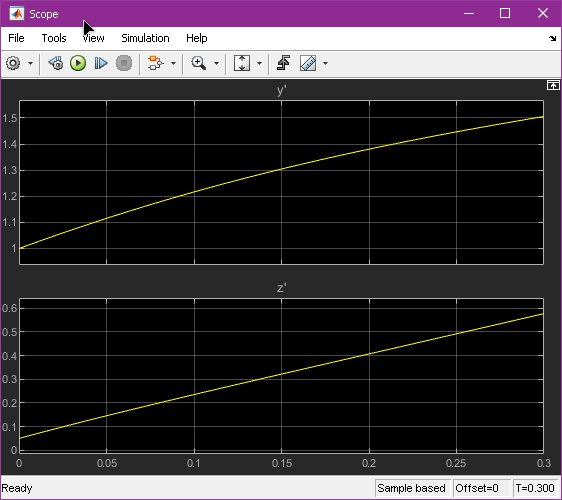 Scope
File Tools View Simulation Help
y'
1.5
1.4
1.3
1.2
1.1
1
z'
0.6
0.5
0.4
0.3
0.2
0.1
0
0 0.05 0.1 0.15 0.2 0.25 0.3
Ready Sample based Offset=0 T=0.300